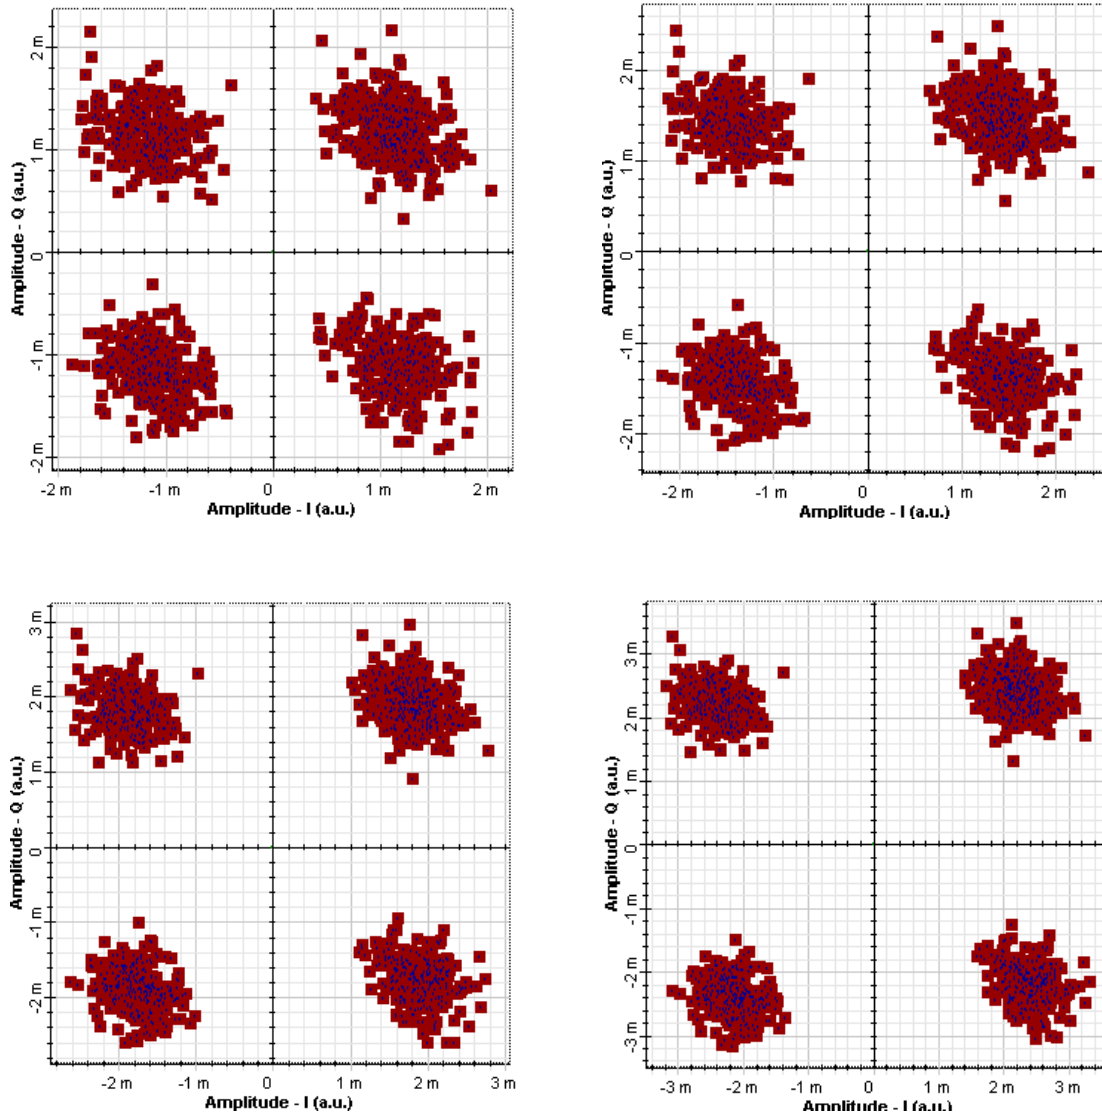 Amplitude - Q (a.u.)
2 m
1 m
0
-1 m
-2 m
-2 m -1 m 0 1 m 2 m
Amplitude - I (a.u.)
Amplitude - Q (a.u.)
2 m
1 m
0
-1 m
-2 m
-2 m -1 m 0 1 m 2 m
Amplitude - I (a.u.)
Amplitude - Q (a.u.)
3 m
2 m
1 m
0
-1 m
-2 m
-2 m -1 m 0 1 m 2 m 3 m
Amplitude - I (a.u.)
Amplitude - Q (a.u.)
3 m
2 m
1 m
0
-1 m
-2 m
-3 m
-3 m -2 m -1 m 0 1 m 2 m 3 m
Amplitude - I (a.u.)